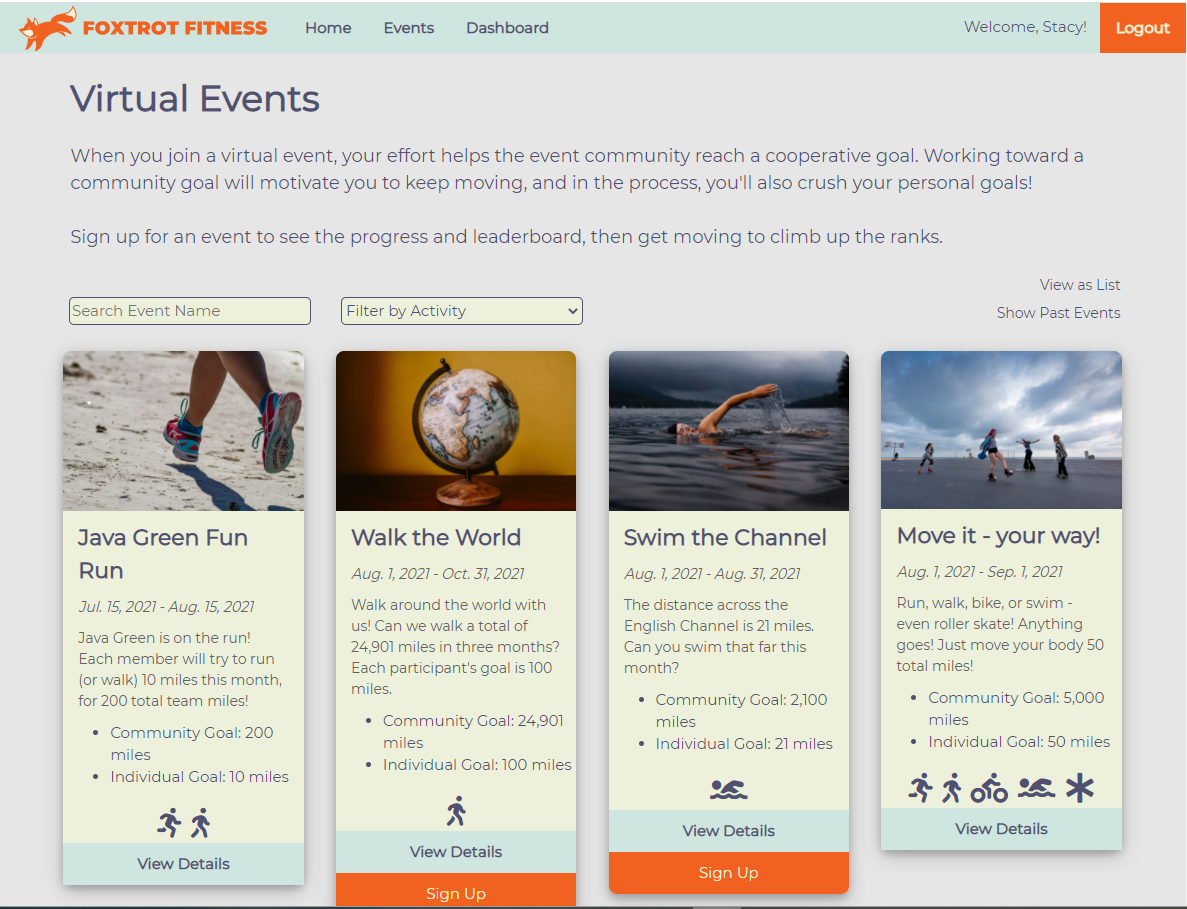 FOXTROT FITNESS
Home
Events
Dashboard
Welcome, Stacy!
Logout
Virtual Events
When you join a virtual event, your effort helps the event community reach a cooperative goal. Working toward a
community goal will motivate you to keep moving, and in the process, you'll also crush your personal goals!
Sign up for an event to see the progress and leaderboard, then get moving to climb up the ranks.
View as List
Search Event Name
Filter by Activity
Show Past Events
Java Green Fun
Run
Jul. 15, 2021 - Aug. 15, 2021
Java Green is on the run!
Each member will try to run
(or walk) 10 miles this month,
for 200 total team miles!
• Community Goal: 200
miles
• Individual Goal: 10 miles
View Details
Walk the World
Aug. 1, 2021 - Oct. 31, 2021
Walk around the world with
us! Can we walk a total of
24,901 miles in three months?
Each participant's goal is 100
miles.
• Community Goal: 24,901
miles
• Individual Goal: 100 miles
View Details
Sign Up
Swim the Channel
Aug. 1, 2021 - Aug. 31, 2021
The distance across the
English Channel is 21 miles.
Can you swim that far this
month?
• Community Goal: 2,100
miles
• Individual Goal: 21 miles
View Details
Sign Up
Move it - your way!
Aug. 1, 2021 - Sep. 1, 2021
Run, walk, bike, or swim -
even roller skate! Anything
goes! Just move your body 50
total miles!
• Community Goal: 5,000
miles
• Individual Goal: 50 miles
View Details